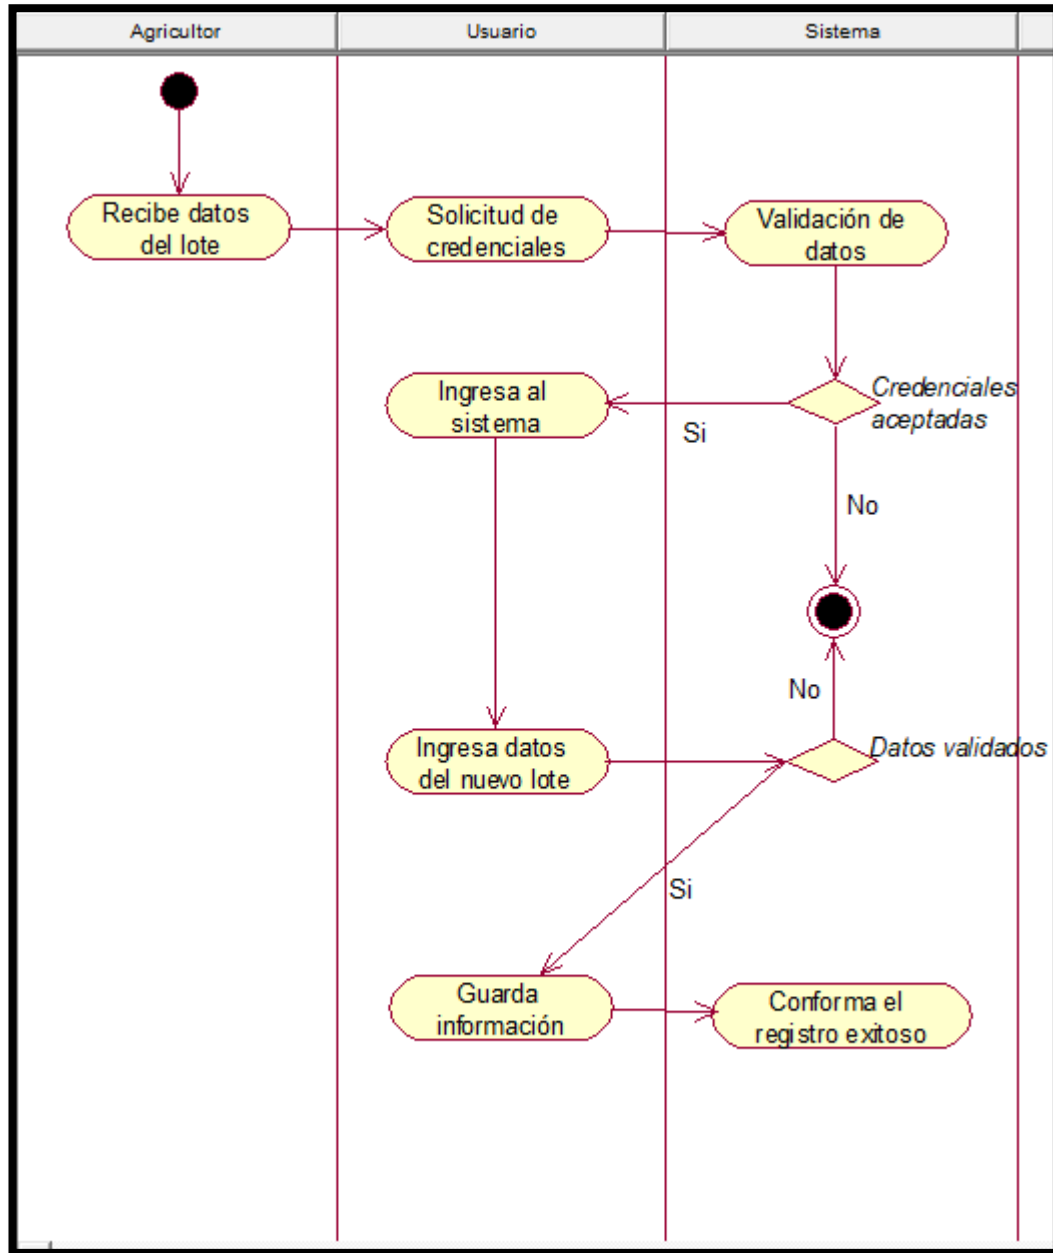 Agricultor
Usuario
Sistema
Recibe datos
del lote
Solicitud de
credenciales
Validación de
datos
Ingresa al
sistema
Credenciales
aceptadas
Si
No
No
Ingresa datos
del nuevo lote
Datos validados
Si
Guarda
información
Conforma el
registro exitoso